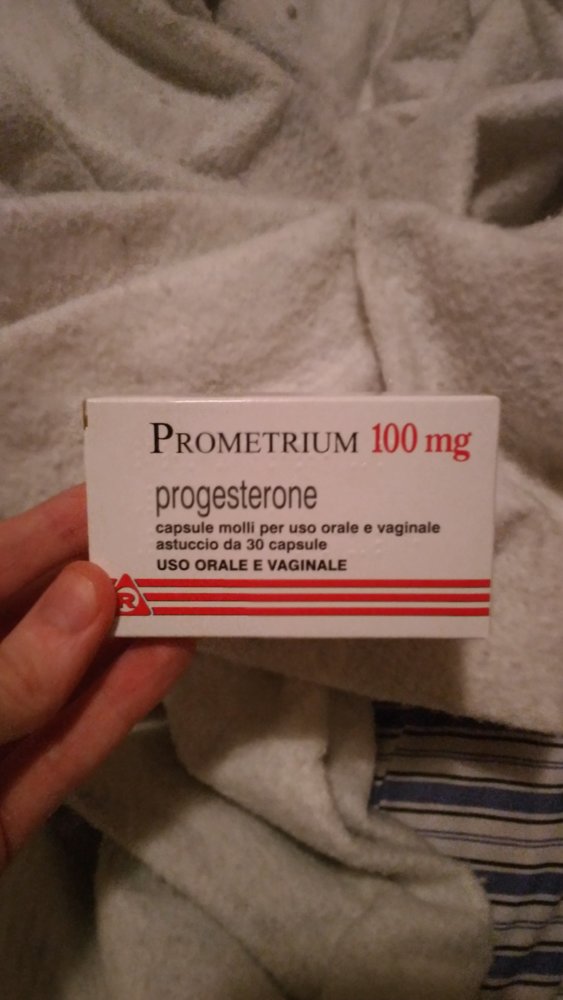 PROMETRIUM 100 mg
progesterone
capsule molli per uso orale e vaginale
astuccio da 30 capsule
USO ORALE E VAGINALE
R